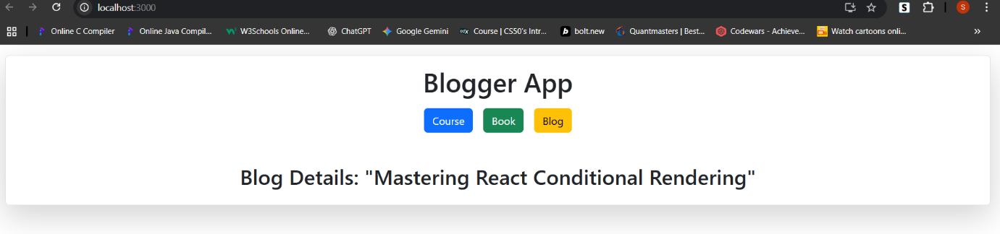 localhost:3000
S S
Online C Compiler Online Java Compil... W3Schools Online... ChatGPT Google Gemini Course | CS50's Intr... b bolt.new Quantmasters | Best... Codewars - Achieve... Watch cartoons onli... »
Blogger App
Course Book Blog
Blog Details: "Mastering React Conditional Rendering"